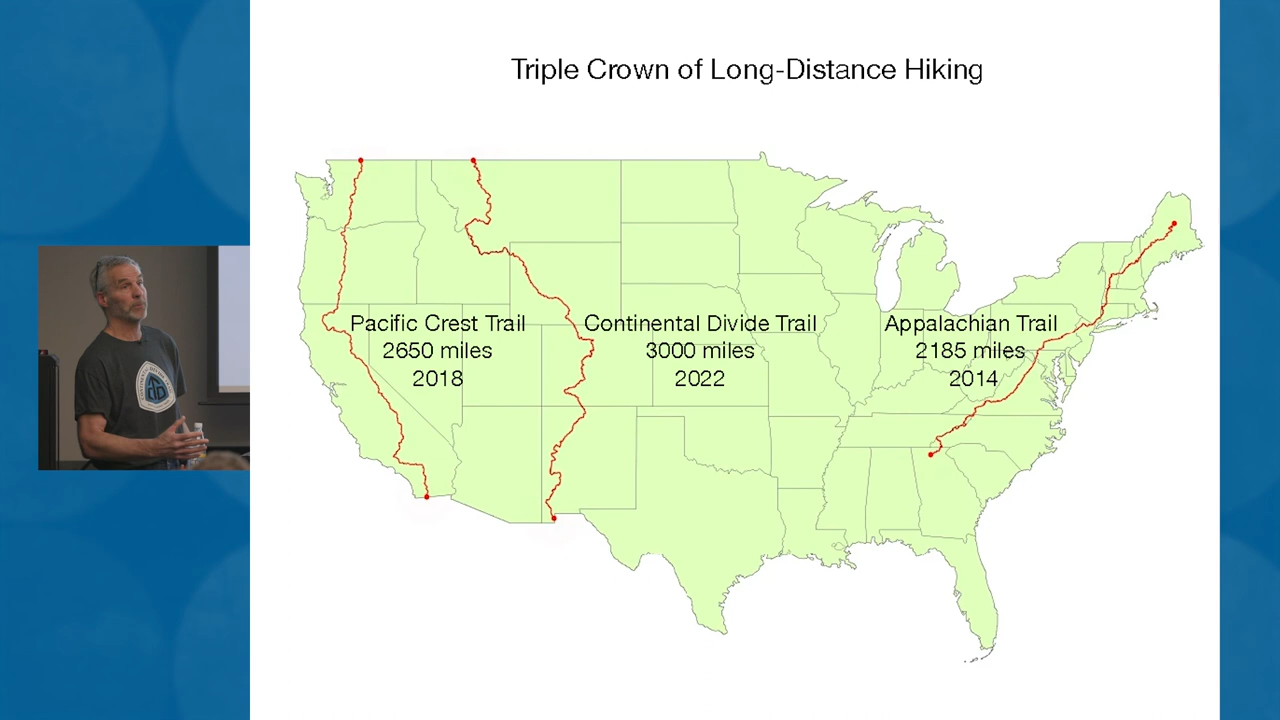 Triple Crown of Long-Distance Hiking
Pacific Crest Trail
2650 miles
2018
Continental Divide Trail
3000 miles
2022
Appalachian Trail
2185 miles
2014